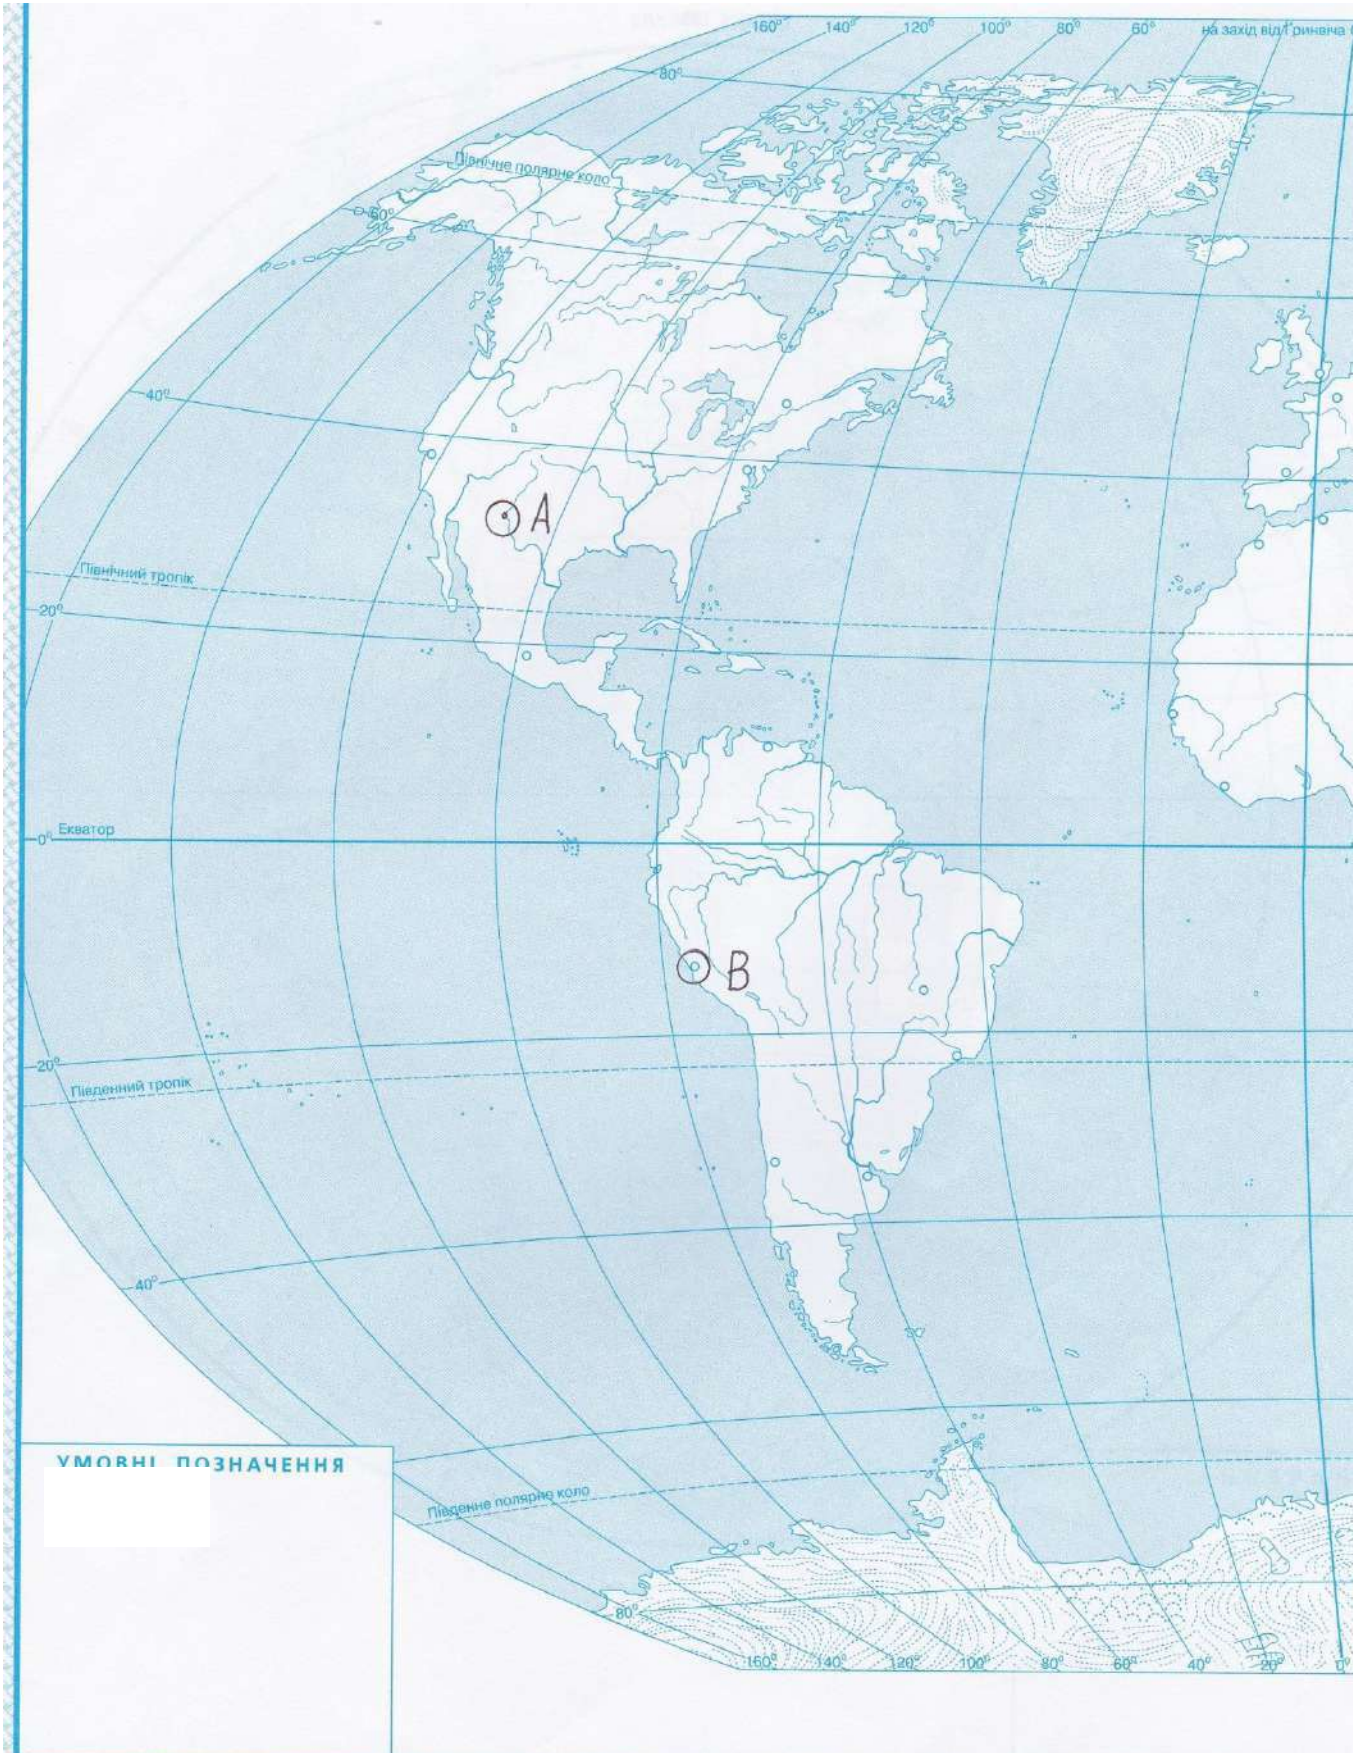 160° 140° 120° 100° 80° 60° на захід від Гринвіча
80°
Північне полярне коло
60°
40°
A
Північний тропік
20°
0° Екватор
B
20°
Південний тропік
40°
УМОВНІ ПОЗНАЧЕННЯ
Південне полярне коло
80°
160° 140° 120° 100° 80° 60° 40° 20° 0°